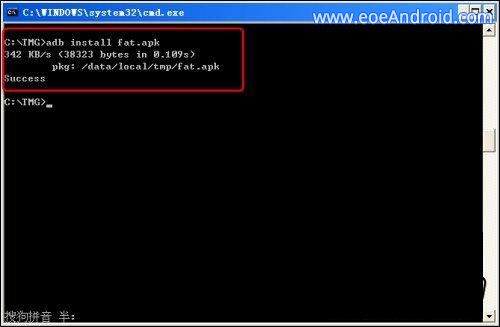 C:\WINDOWS\system32\cmd.exe
www.eoeAndroid.com
C:\TMG>adb install fat.apk
342 KB/s (38323 bytes in 0.109s)
pkg: /data/local/tmp/fat.apk
Success
C:\TMG>_
搜狗拼音 半: